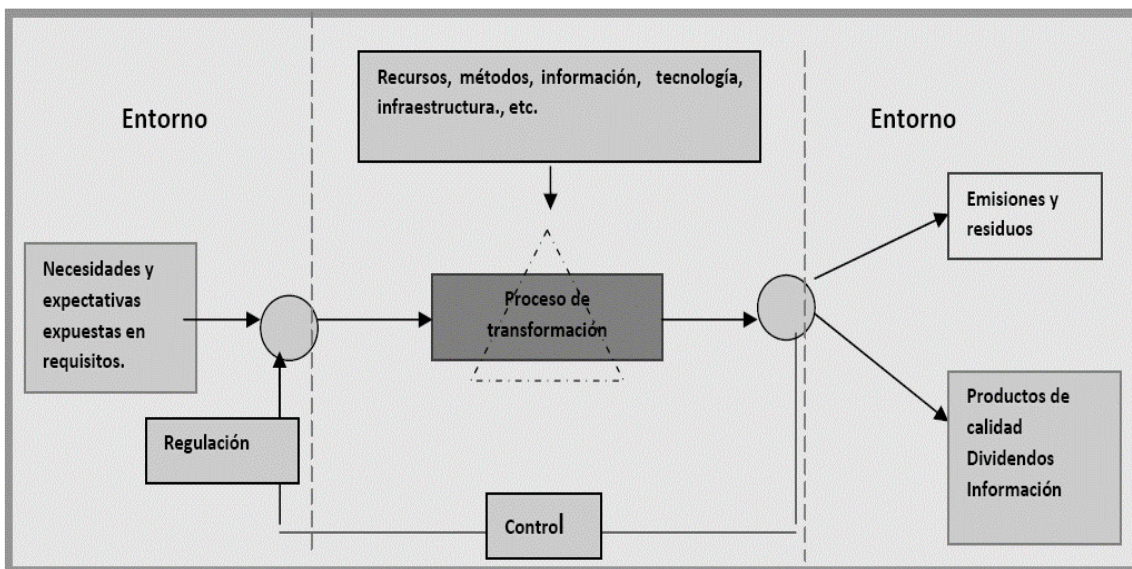 Entorno
Recursos, métodos, información, tecnología,
infraestructura., etc.
Entorno
Emisiones y
residuos
Necesidades y
expectativas
expuestas en
requisitos.
Proceso de
transformación
Productos de
calidad
Dividendos
Información
Regulación
Control